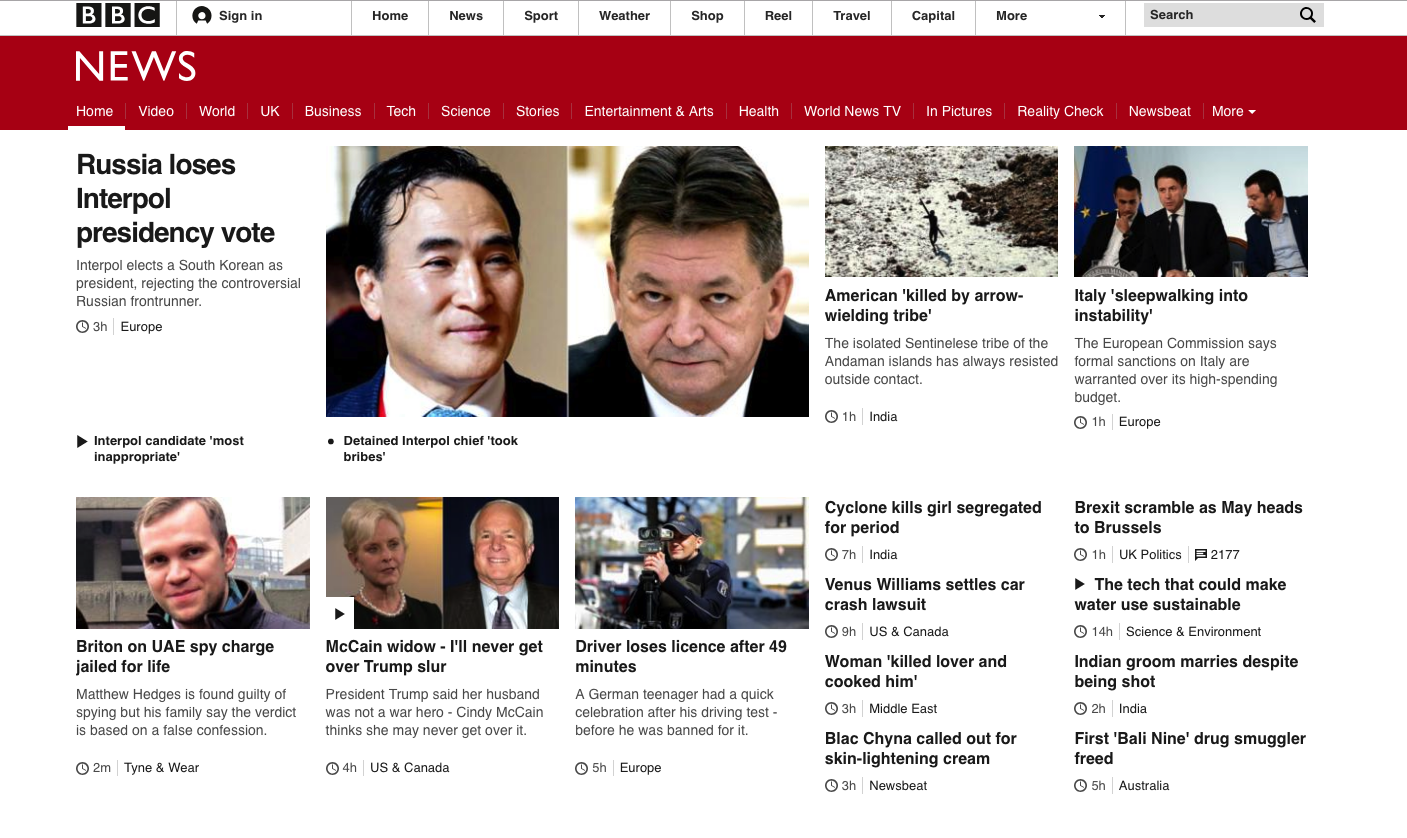 BBC
Sign in
Home
News
Sport
Weather
Shop
Reel
Travel
Capital
More
Search
NEWS
Home
Video
World
UK
Business
Tech
Science
Stories
Entertainment & Arts
Health
World News TV
In Pictures
Reality Check
Newsbeat
More
Russia loses
Interpol
presidency vote
Interpol elects a South Korean as
president, rejecting the controversial
Russian frontrunner.
3h Europe
Interpol candidate 'most
inappropriate'
Detained Interpol chief 'took
bribes'
American 'killed by arrow-
wielding tribe'
The isolated Sentinelese tribe of the
Andaman islands has always resisted
outside contact.
1h India
Italy 'sleepwalking into
instability'
The European Commission says
formal sanctions on Italy are
warranted over its high-spending
budget.
1h Europe
Briton on UAE spy charge
jailed for life
Matthew Hedges is found guilty of
spying but his family say the verdict
is based on a false confession.
2m Tyne & Wear
McCain widow - I'll never get
over Trump slur
President Trump said her husband
was not a war hero - Cindy McCain
thinks she may never get over it.
4h US & Canada
Driver loses licence after 49
minutes
A German teenager had a quick
celebration after his driving test -
before he was banned for it.
5h Europe
Cyclone kills girl segregated
for period
7h India
Venus Williams settles car
crash lawsuit
9h US & Canada
Woman 'killed lover and
cooked him'
3h Middle East
Blac Chyna called out for
skin-lightening cream
3h Newsbeat
Brexit scramble as May heads
to Brussels
1h UK Politics 2177
The tech that could make
water use sustainable
14h Science & Environment
Indian groom marries despite
being shot
2h India
First 'Bali Nine' drug smuggler
freed
5h Australia